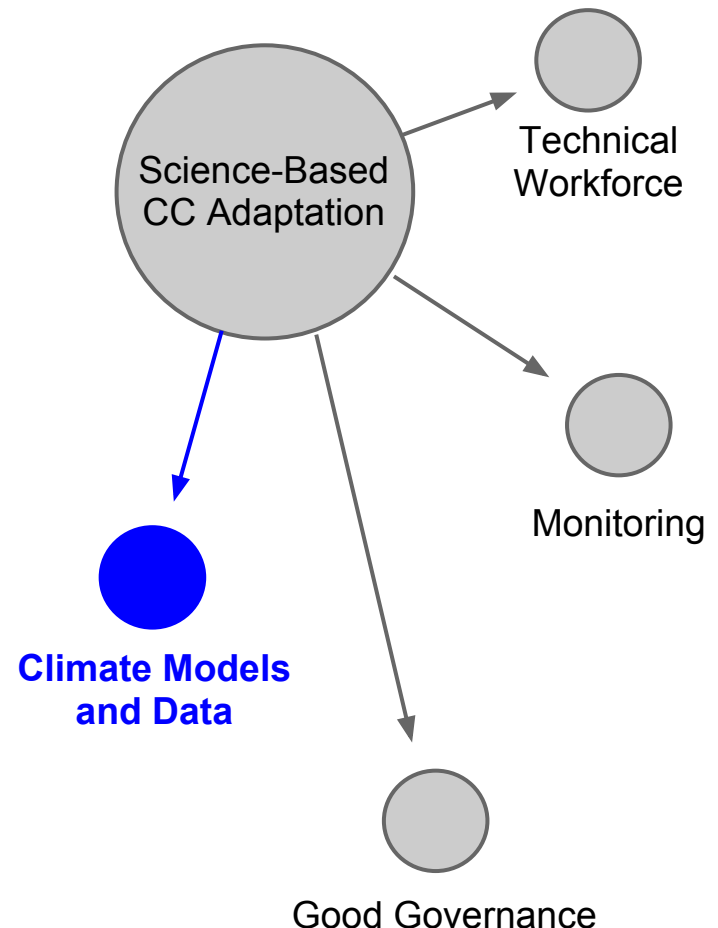 Science-Based
CC Adaptation
Technical
Workforce
Monitoring
Climate Models
and Data
Good Governance